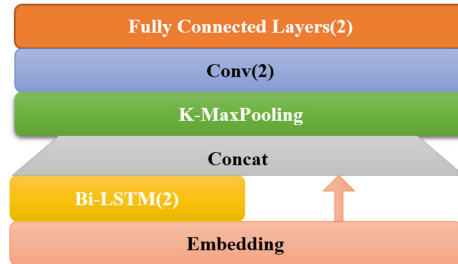 Fully Connected Layers(2)
Conv(2)
K-MaxPooling
Concat
Bi-LSTM(2)
Embedding